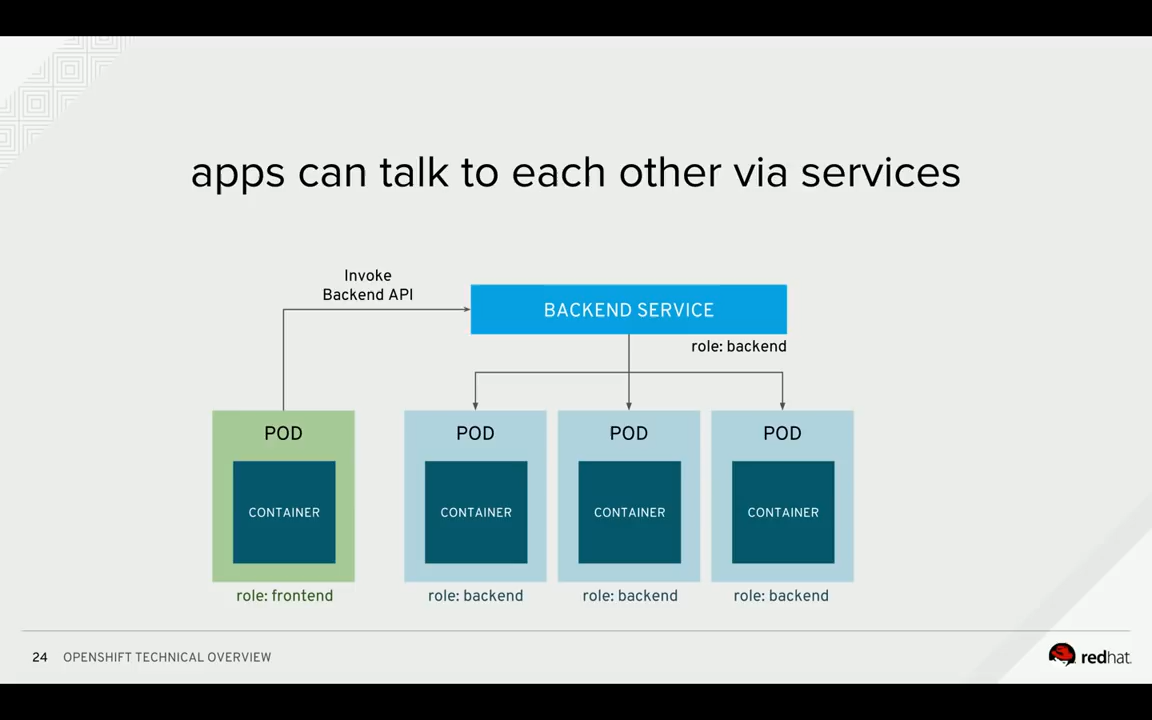 apps can talk to each other via services
Invoke
Backend API
BACKEND SERVICE
role: backend
POD
POD
POD
POD
CONTAINER
CONTAINER
CONTAINER
CONTAINER
role: frontend
role: backend
role: backend
role: backend
24 OPENSHIFT TECHNICAL OVERVIEW
redhat.